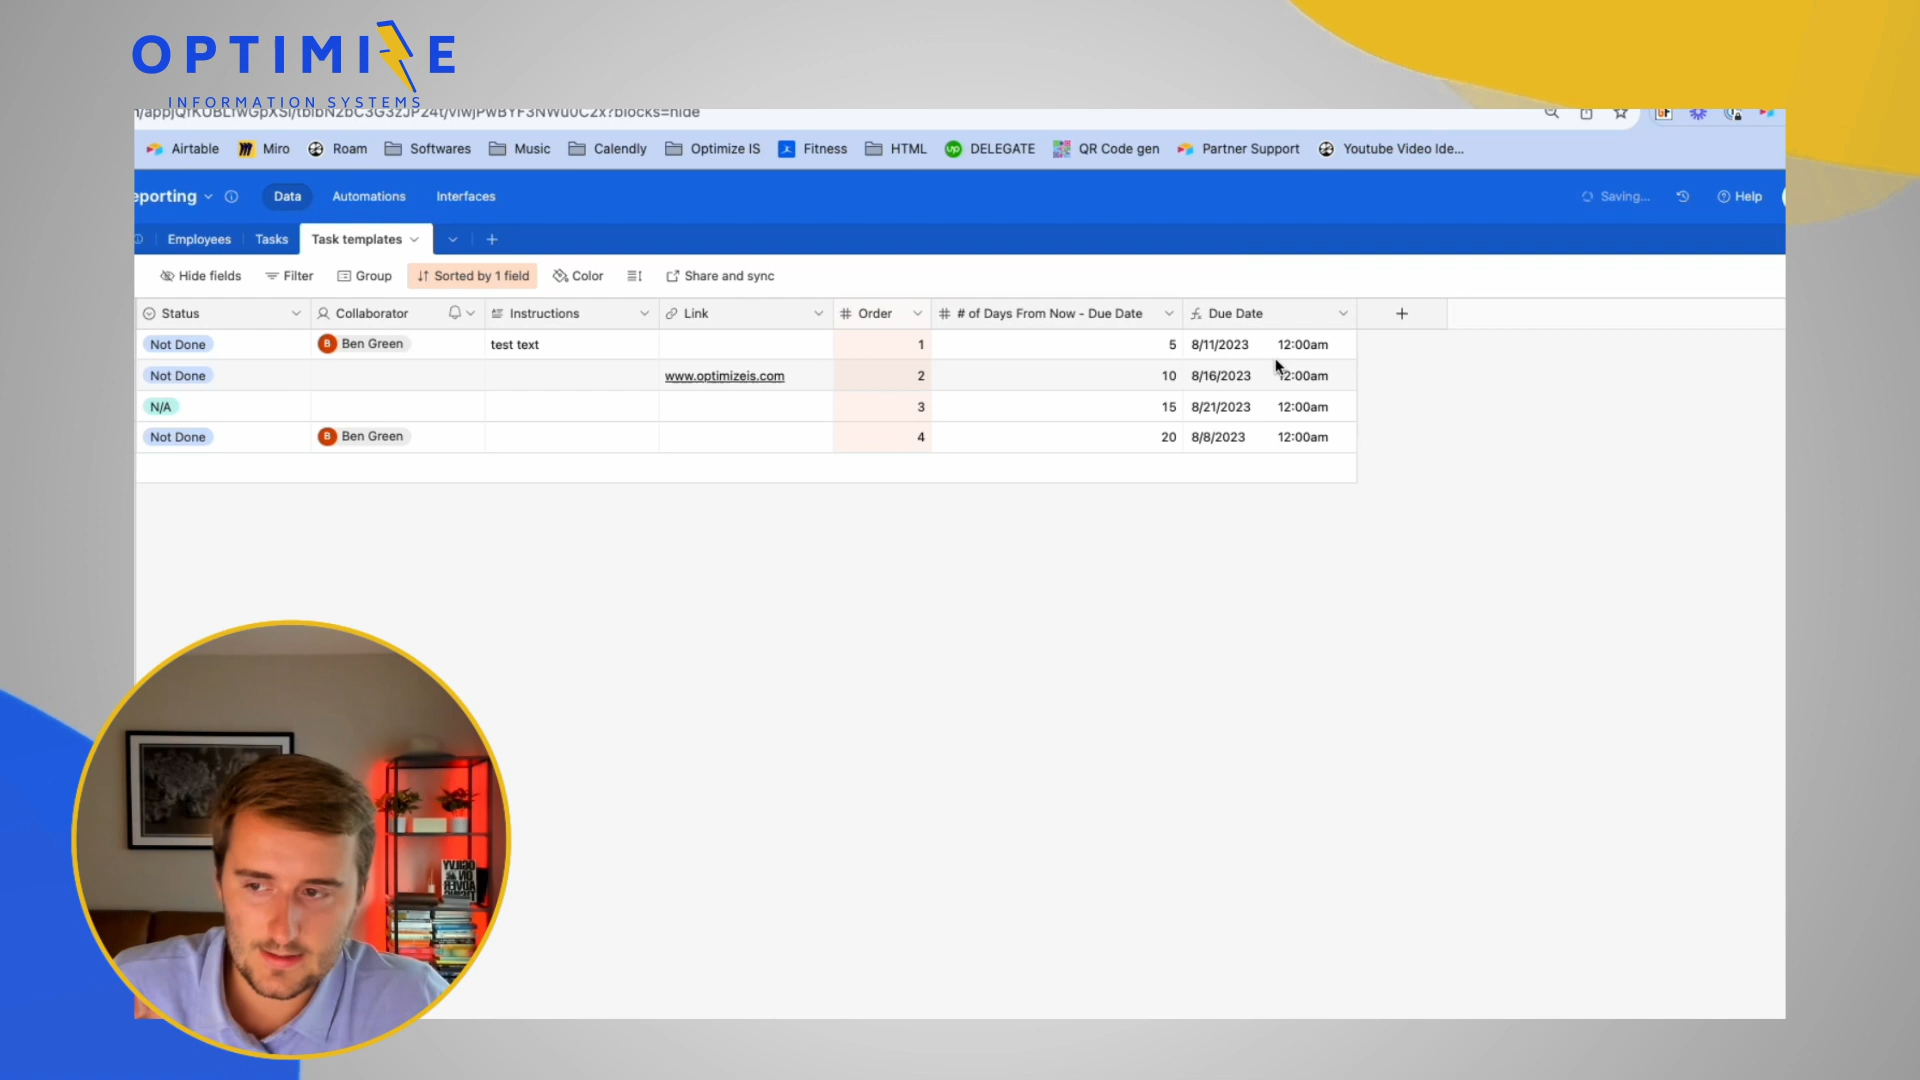 OPTIMIZE
INFORMATION SYSTEMS
Airtable Miro Roam Softwares Music Calendly Optimize IS Fitness HTML DELEGATE QR Code gen Partner Support Youtube Video Ide...
eporting Data Automations Interfaces Saving... Help
Employees Tasks Task templates
Hide fields Filter Group Sorted by 1 field Color Share and sync
Status Collaborator Instructions Link Order # of Days From Now - Due Date Due Date
Not Done B Ben Green test text 1 5 8/11/2023 12:00am
Not Done www.optimizeis.com 2 10 8/16/2023 12:00am
N/A 3 15 8/21/2023 12:00am
Not Done B Ben Green 4 20 8/8/2023 12:00am
OGILVY
ON